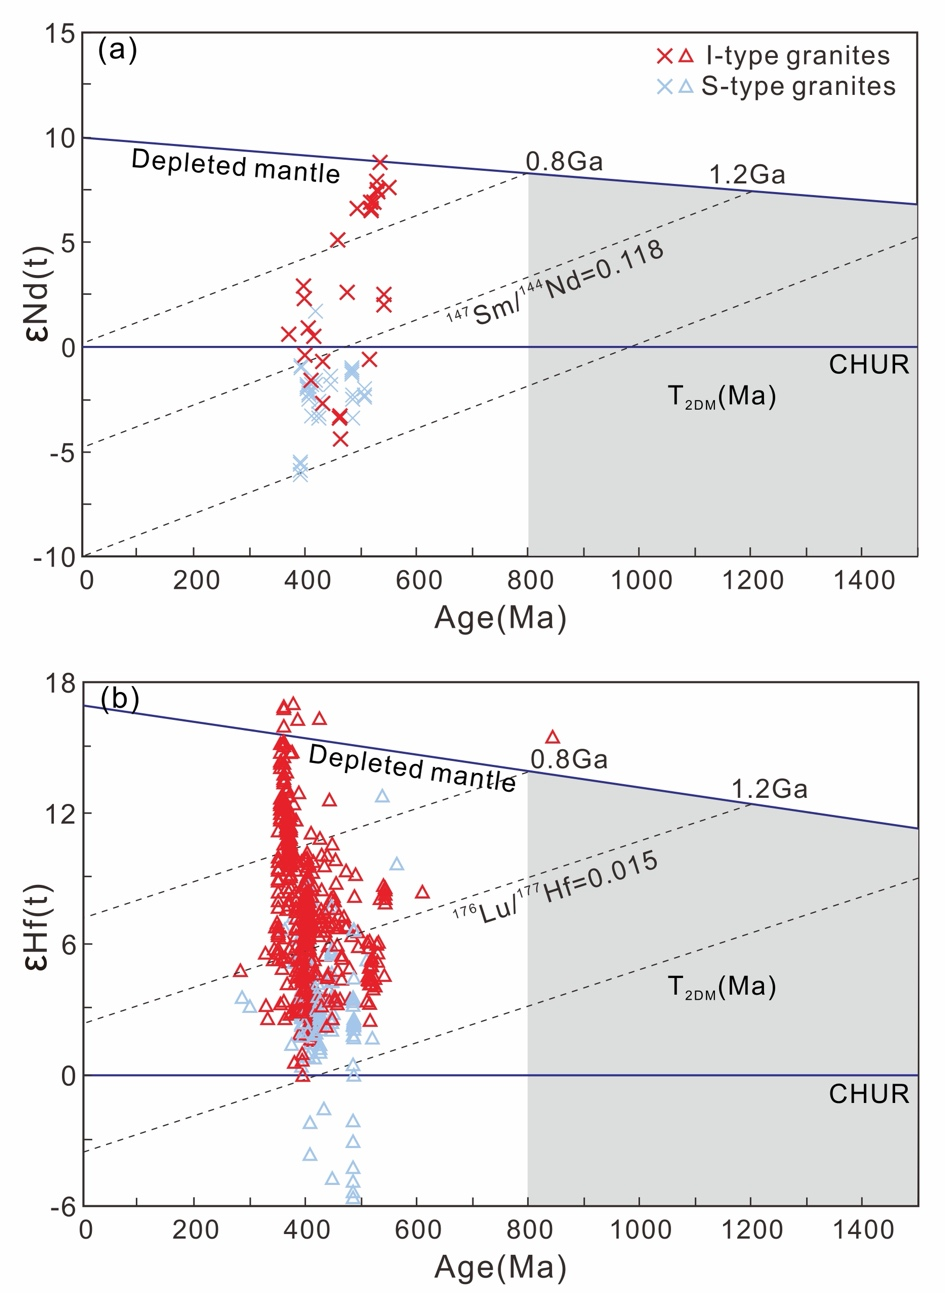 (a)
I-type granites
S-type granites
15
10
5
0
-5
-10
εNd(t)
Depleted mantle
0.8Ga
1.2Ga
¹⁴⁷Sm/¹⁴⁴Nd=0.118
CHUR
T₂DM(Ma)
0 200 400 600 800 1000 1200 1400
Age(Ma)
(b)
18
12
6
0
-6
εHf(t)
Depleted mantle
0.8Ga
1.2Ga
¹⁷⁶Lu/¹⁷⁷Hf=0.015
T₂DM(Ma)
CHUR
0 200 400 600 800 1000 1200 1400
Age(Ma)